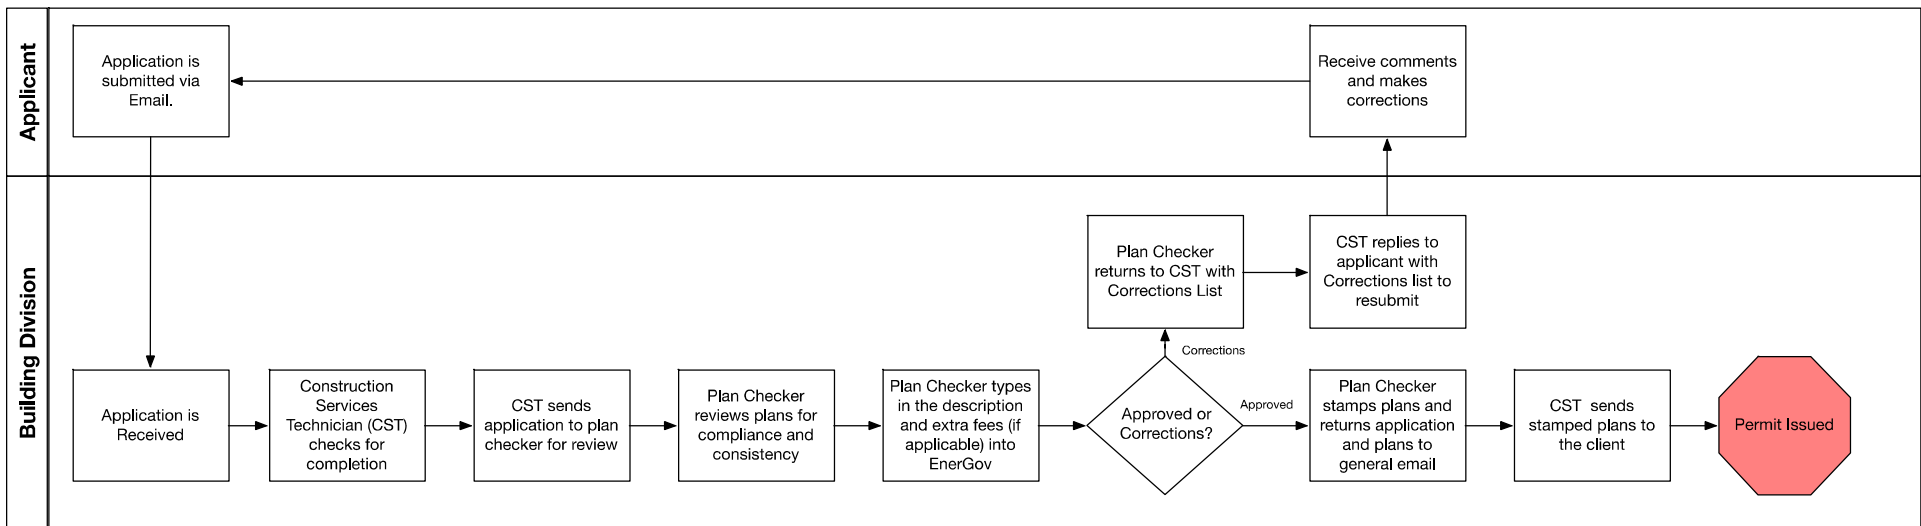 Applicant
Application is
submitted via
Email.
Receive comments
and makes
corrections
Building Division
Plan Checker
returns to CST with
Corrections List
CST replies to
applicant with
Corrections list to
resubmit
Corrections
Application is
Received
Construction
Services
Technician (CST)
checks for
completion
CST sends
application to plan
checker for review
Plan Checker
reviews plans for
compliance and
consistency
Plan Checker types
in the description
and extra fees (if
applicable) into
EnerGov
Approved or
Corrections?
Approved
Plan Checker
stamps plans and
returns application
and plans to
general email
CST sends
stamped plans to
the client
Permit Issued